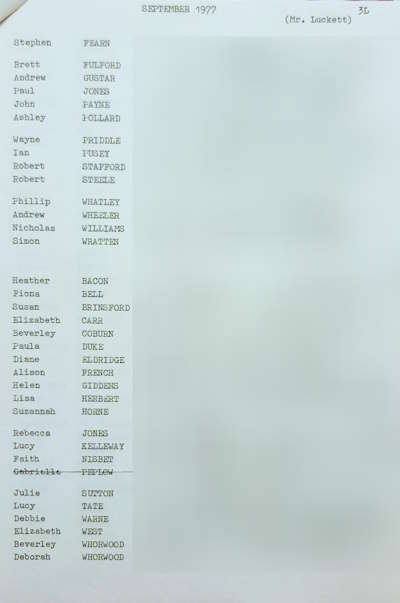 SEPTEMBER 1977 3L
(Mr. Luckett)
Stephen FEARN
Brett FULFORD
Andrew GUSTAR
Paul JONES
John PAYNE
Ashley POLLARD
Wayne PRIDDLE
Ian PUSEY
Robert STAFFORD
Robert STEELE
Phillip WHATLEY
Andrew WHEELER
Nicholas WILLIAMS
Simon WRATTEN
Heather BACON
Fiona BELL
Susan BRINSFORD
Elizabeth CARR
Beverley COBURN
Paula DUKE
Diane ELDRIDGE
Alison FRENCH
Helen GIDDENS
Lisa HERBERT
Suzannah HORNE
Rebecca JONES
Lucy KELLEWAY
Faith NISBET
Gabrielle PEPLOW
Julie SUTTON
Lucy TATE
Debbie WARNE
Elizabeth WEST
Beverley WHORWOOD
Deborah WHORWOOD